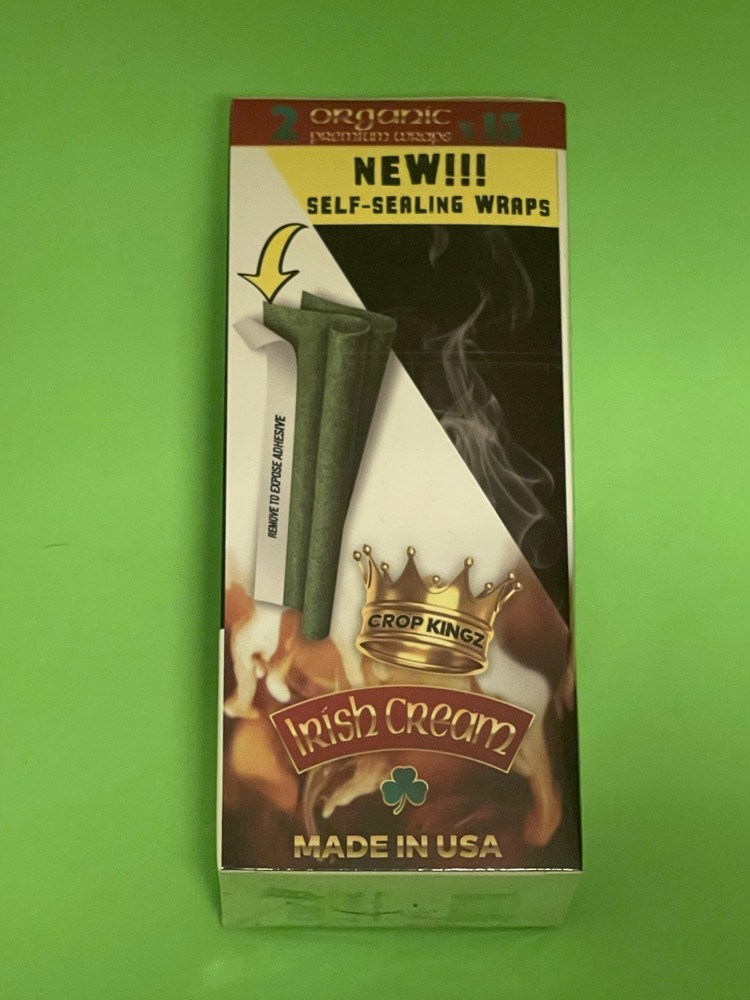 2 ORGANIC x 15
PREMIUM WRAPS
NEW!!!
SELF-SEALING WRAPS
REMOVE TO EXPOSE ADHESIVE
CROP KINGZ
IRISH CREAM
MADE IN USA